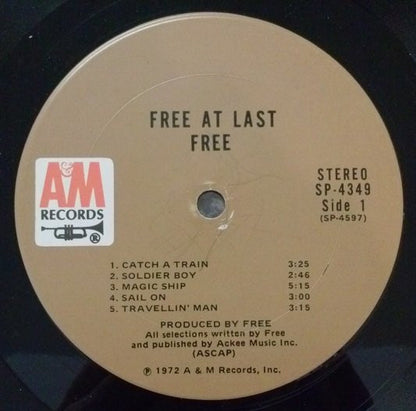 FREE AT LAST
FREE
A&M
RECORDS
®
STEREO
SP-4349
Side 1
(SP-4597)
1. CATCH A TRAIN 3:25
2. SOLDIER BOY 2:46
3. MAGIC SHIP 5:15
4. SAIL ON 3:00
5. TRAVELLIN' MAN 3:15
PRODUCED BY FREE
All selections written by Free
and published by Ackee Music Inc.
(ASCAP)
℗ 1972 A & M Records, Inc.